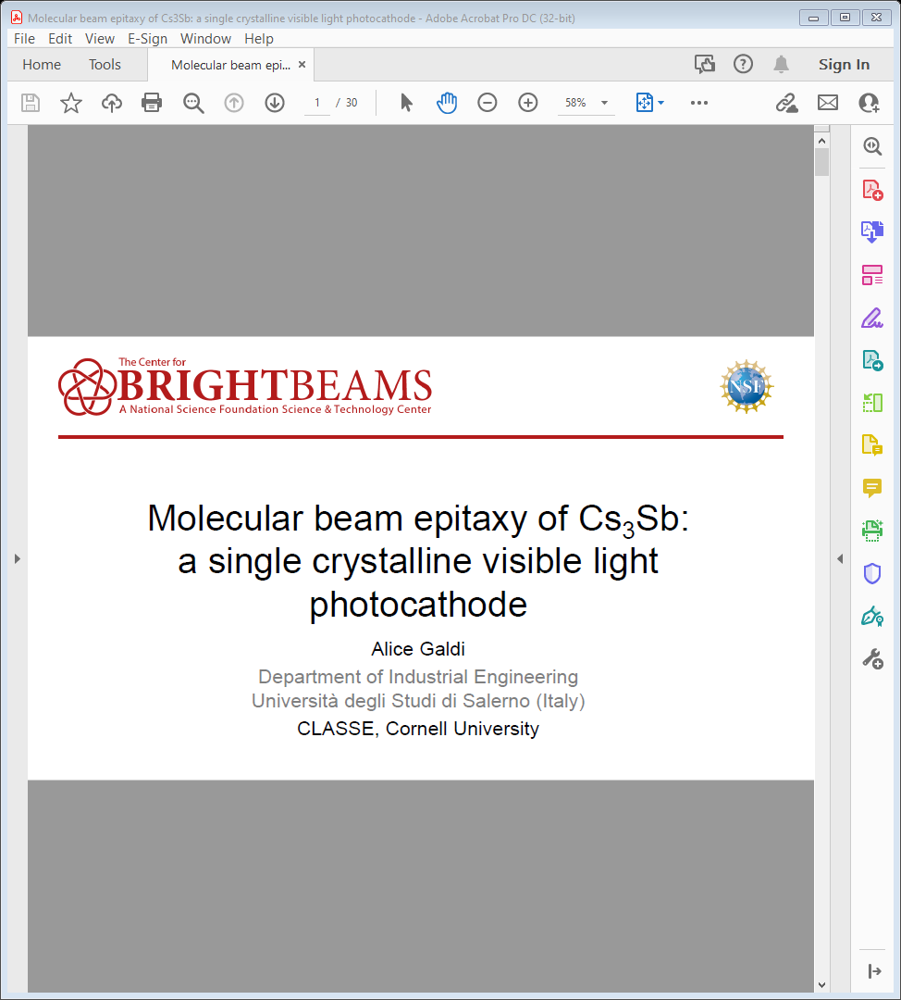 Molecular beam epitaxy of Cs3Sb: a single crystalline visible light photocathode - Adobe Acrobat Pro DC (32-bit)
File Edit View E-Sign Window Help
Home Tools Molecular beam epi... × Sign In
1 / 30 58%
The Center for
BRIGHTBEAMS
A National Science Foundation Science & Technology Center
NSF
Molecular beam epitaxy of Cs₃Sb:
a single crystalline visible light
photocathode
Alice Galdi
Department of Industrial Engineering
Università degli Studi di Salerno (Italy)
CLASSE, Cornell University